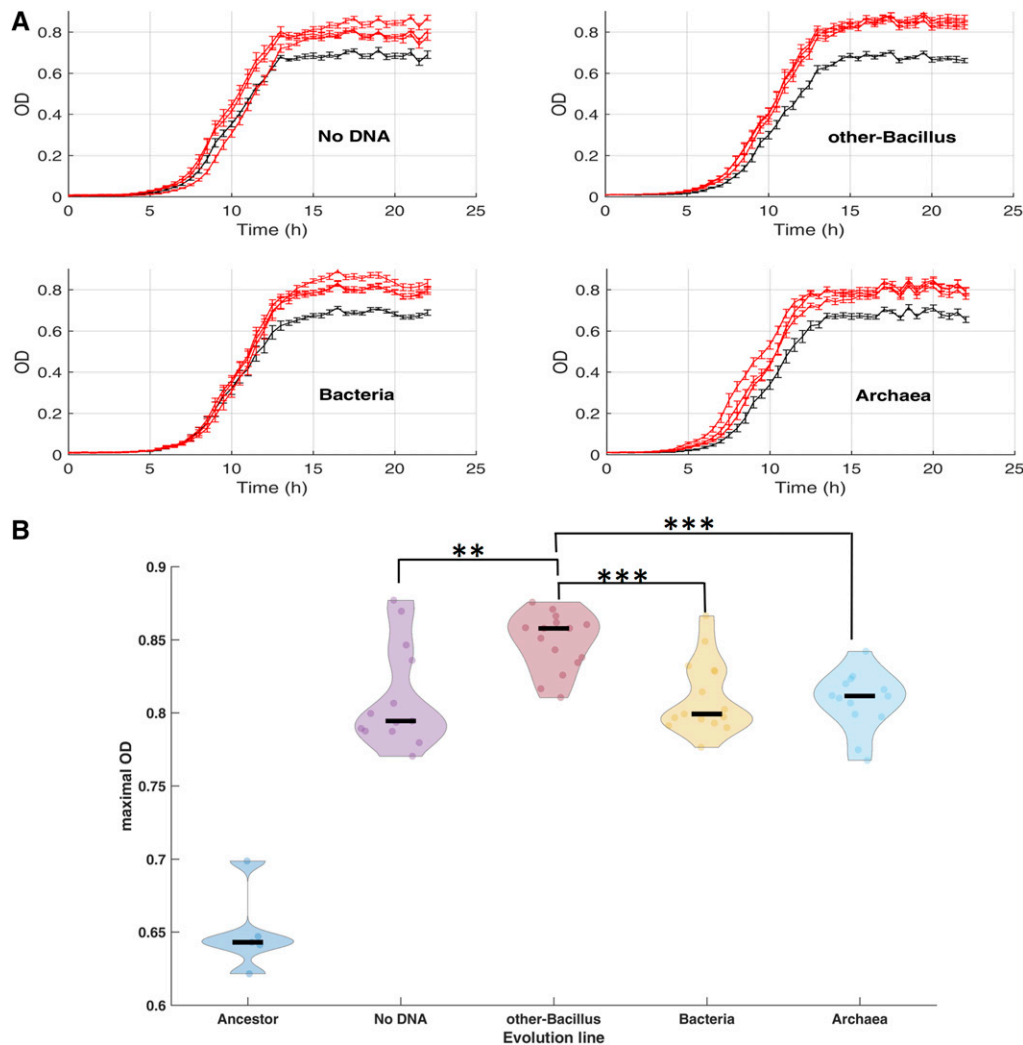 A
OD
0.8
0.6
0.4
0.2
0
No DNA
0 5 10 15 20 25
Time (h)
OD
0.8
0.6
0.4
0.2
0
other-Bacillus
0 5 10 15 20 25
Time (h)
OD
0.8
0.6
0.4
0.2
0
Bacteria
0 5 10 15 20 25
Time (h)
OD
0.8
0.6
0.4
0.2
0
Archaea
0 5 10 15 20 25
Time (h)
B
***
**
***
maximal OD
0.9
0.85
0.8
0.75
0.7
0.65
0.6
Ancestor No DNA other-Bacillus Bacteria Archaea
Evolution line